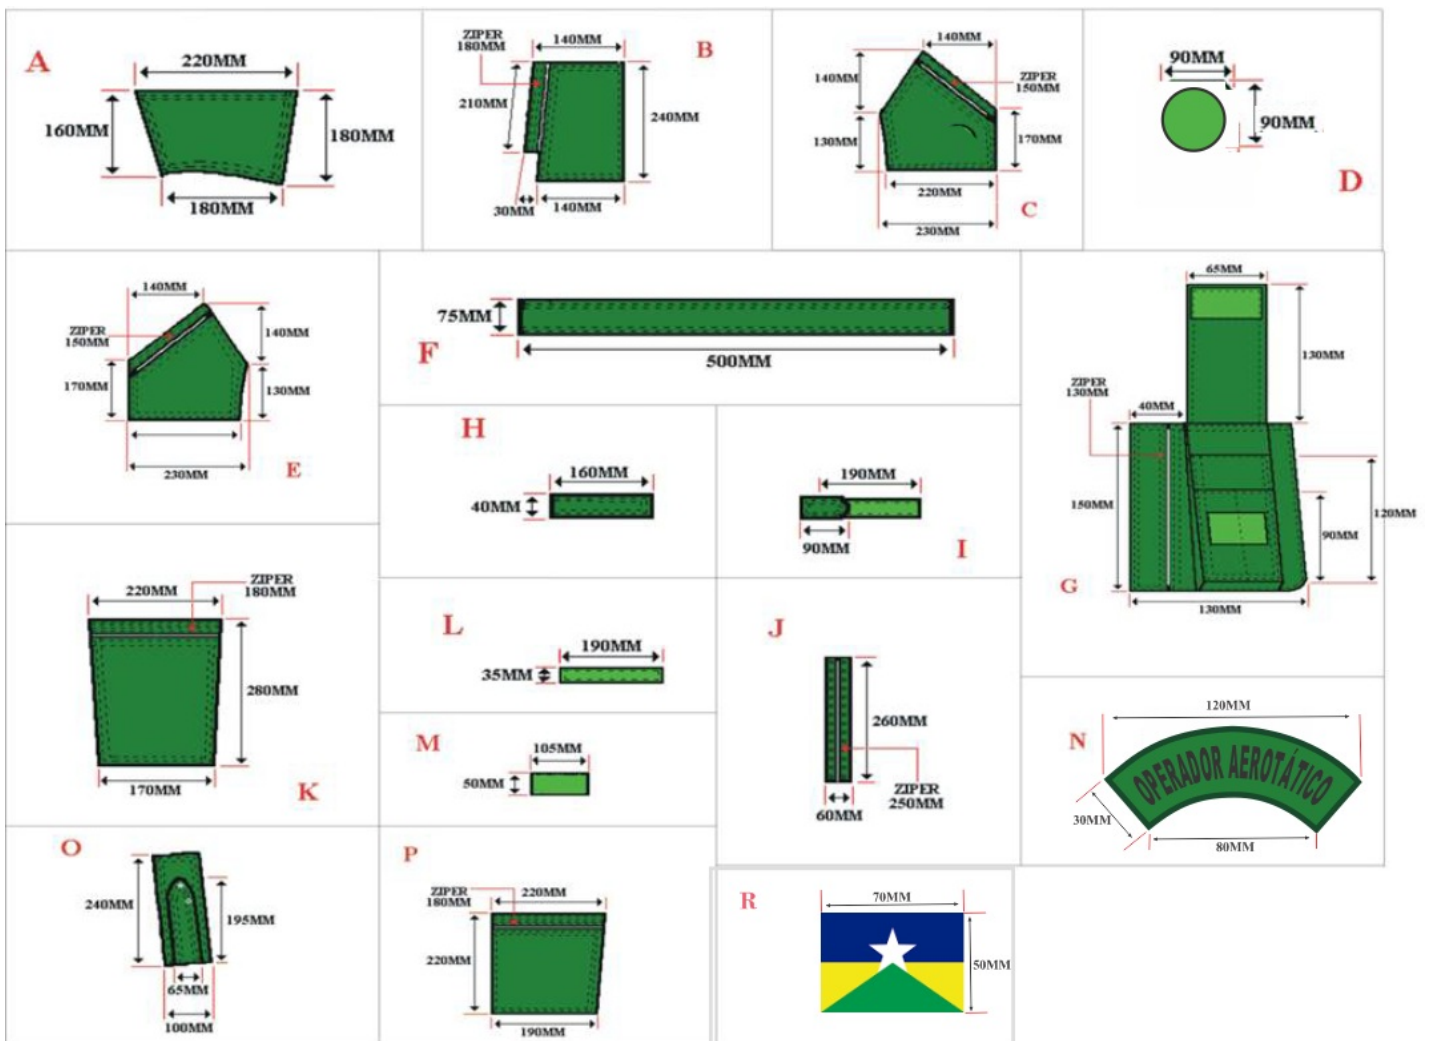 A
220MM
160MM
180MM
180MM
B
ZIPER
180MM
140MM
210MM
240MM
30MM
140MM
C
140MM
140MM
ZIPER
150MM
130MM
170MM
220MM
230MM
D
90MM
90MM
E
140MM
ZIPER
150MM
140MM
170MM
130MM
230MM
F
75MM
500MM
G
65MM
130MM
ZIPER
130MM
40MM
150MM
120MM
90MM
130MM
H
160MM
40MM
I
190MM
90MM
K
220MM
ZIPER
180MM
280MM
170MM
L
190MM
35MM
J
260MM
ZIPER
250MM
60MM
M
105MM
50MM
N
120MM
OPERADOR AEROTÁTICO
30MM
80MM
O
240MM
195MM
65MM
100MM
P
ZIPER
180MM
220MM
220MM
190MM
R
70MM
50MM